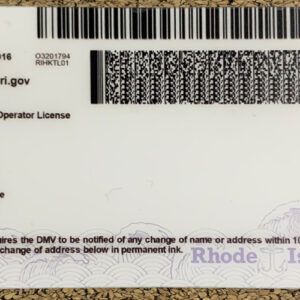 016
O3201794
RIHKTL01
ri.gov
Operator License
e
N
ires the DMV to be notified of any change of name or address within 10
change of address below in permanent ink.
Rhode Is